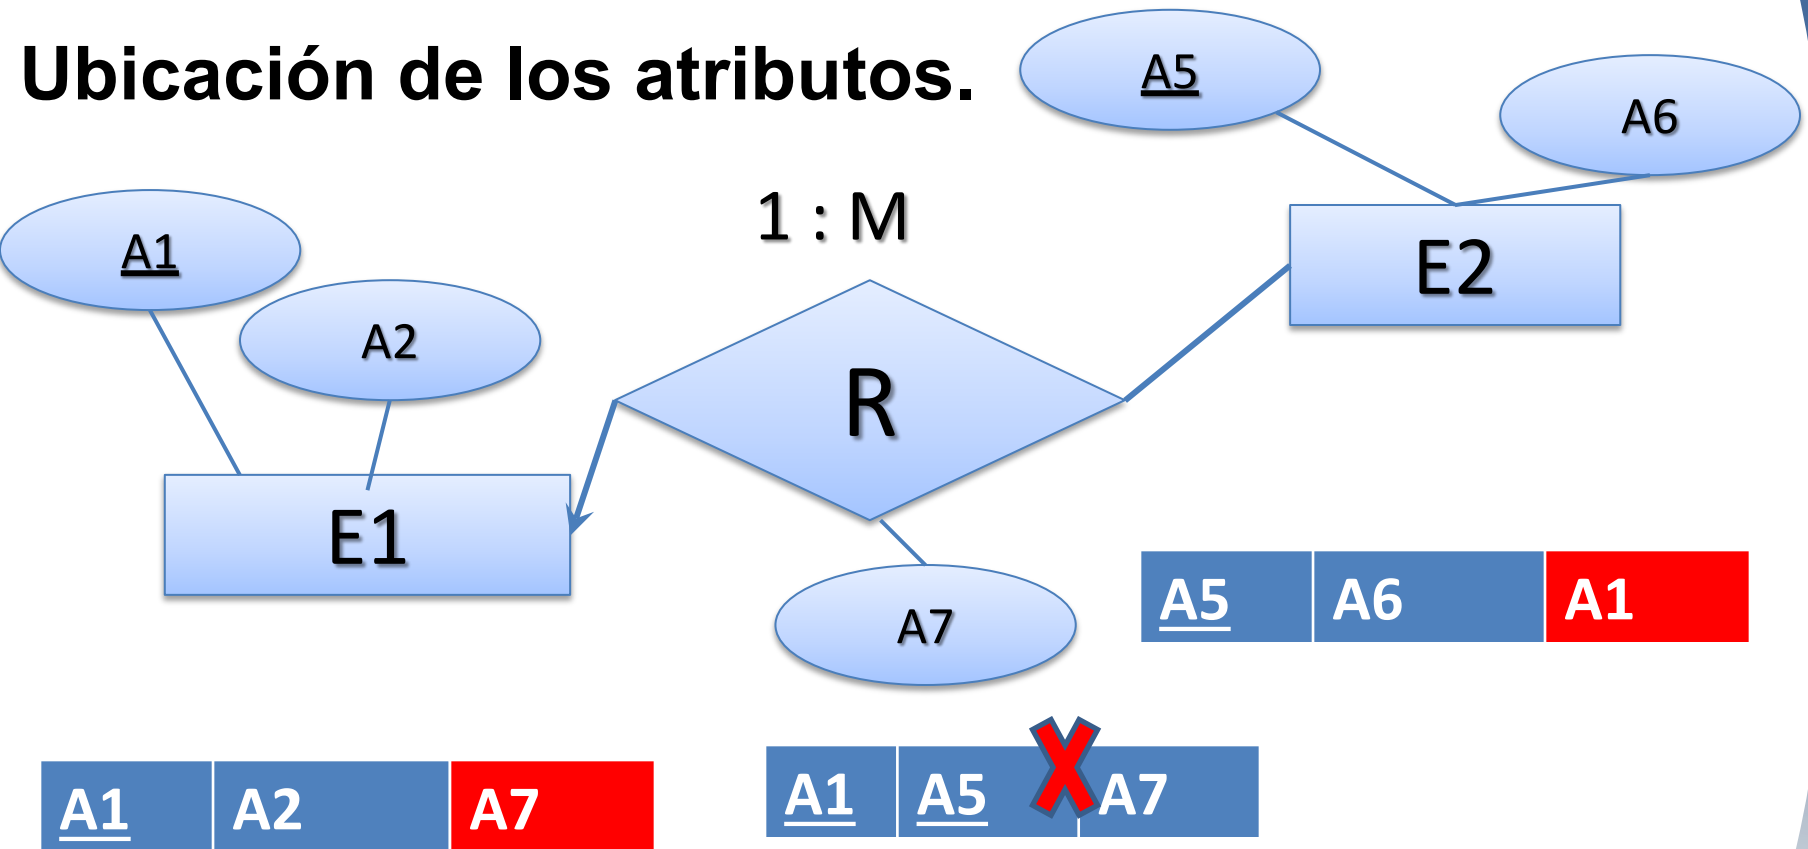 Ubicación de los atributos.
A5
A6
1 : M
A1
A2
E2
R
E1
A7
A5 A6 A1
A1 A5 A7
A1 A2 A7